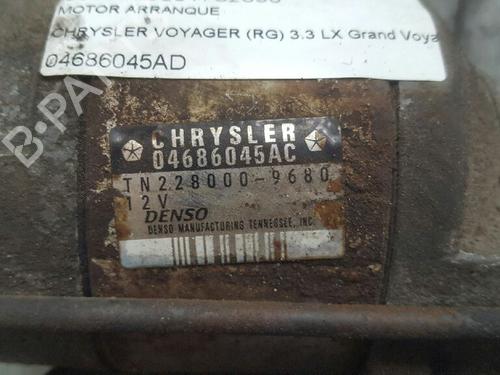 MOTOR ARRANQUE
CHRYSLER VOYAGER (RG) 3.3 LX Grand Voya
04686045AD
CHRYSLER
04686045AC
TN228000-9680
12V
DENSO
DENSO MANUFACTURING TENNESSEE, INC.
B-PARTS